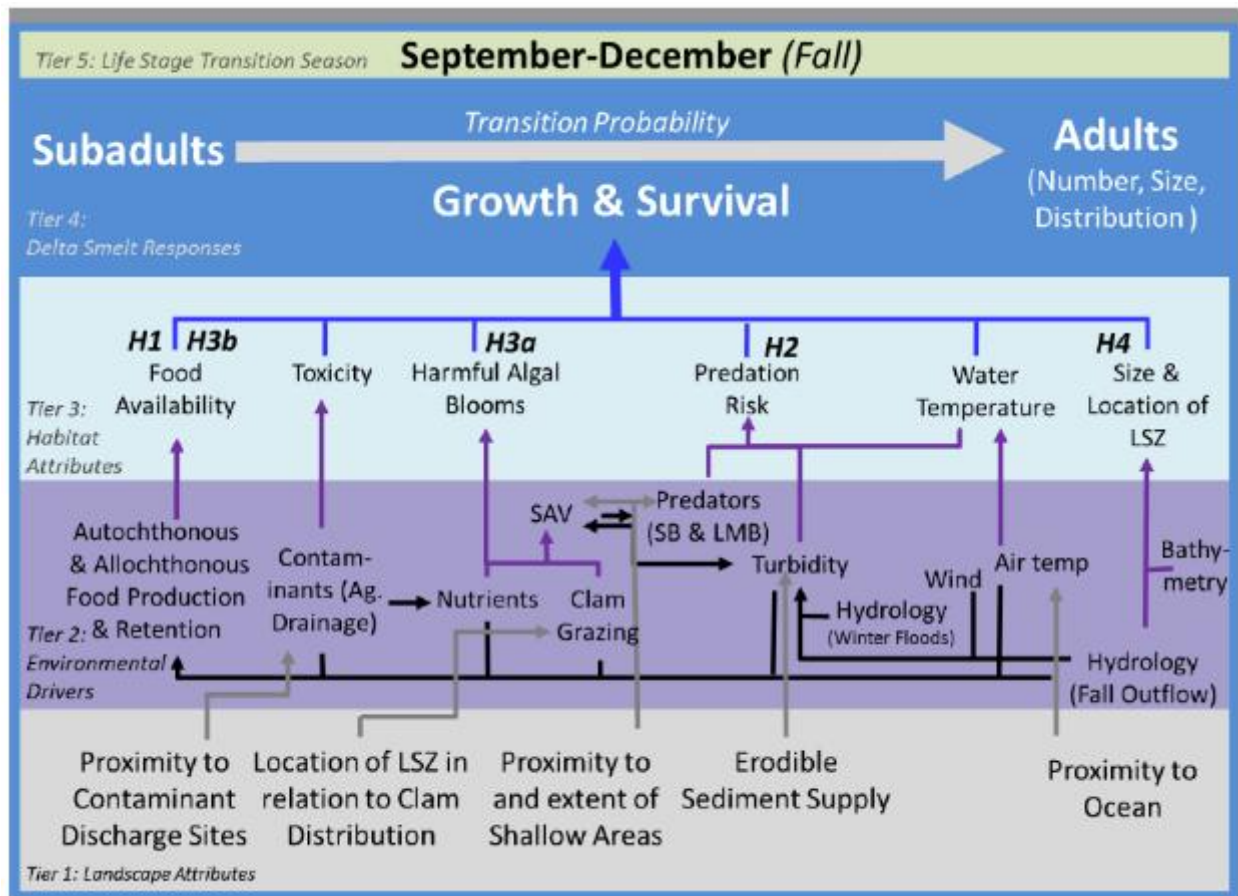 Tier 5: Life Stage Transition Season September-December (Fall)
Transition Probability
Subadults
Adults
(Number, Size,
Distribution )
Growth & Survival
Tier 4:
Delta Smelt Responses
H1 H3b
Food
Availability
Toxicity
H3a
Harmful Algal
Blooms
H2
Predation
Risk
Water
Temperature
H4
Size &
Location of
LSZ
Tier 3:
Habitat
Attributes
Autochthonous
& Allochthonous
Food Production
& Retention
Contam-
inants (Ag.
Drainage)
Nutrients
SAV
Clam
Grazing
Predators
(SB & LMB)
Turbidity
Hydrology
(Winter Floods)
Wind
Air temp
Bathy-
metry
Hydrology
(Fall Outflow)
Tier 2:
Environmental
Drivers
Proximity to
Contaminant
Discharge Sites
Location of LSZ in
relation to Clam
Distribution
Proximity to
and extent of
Shallow Areas
Erodible
Sediment Supply
Proximity to
Ocean
Tier 1: Landscape Attributes